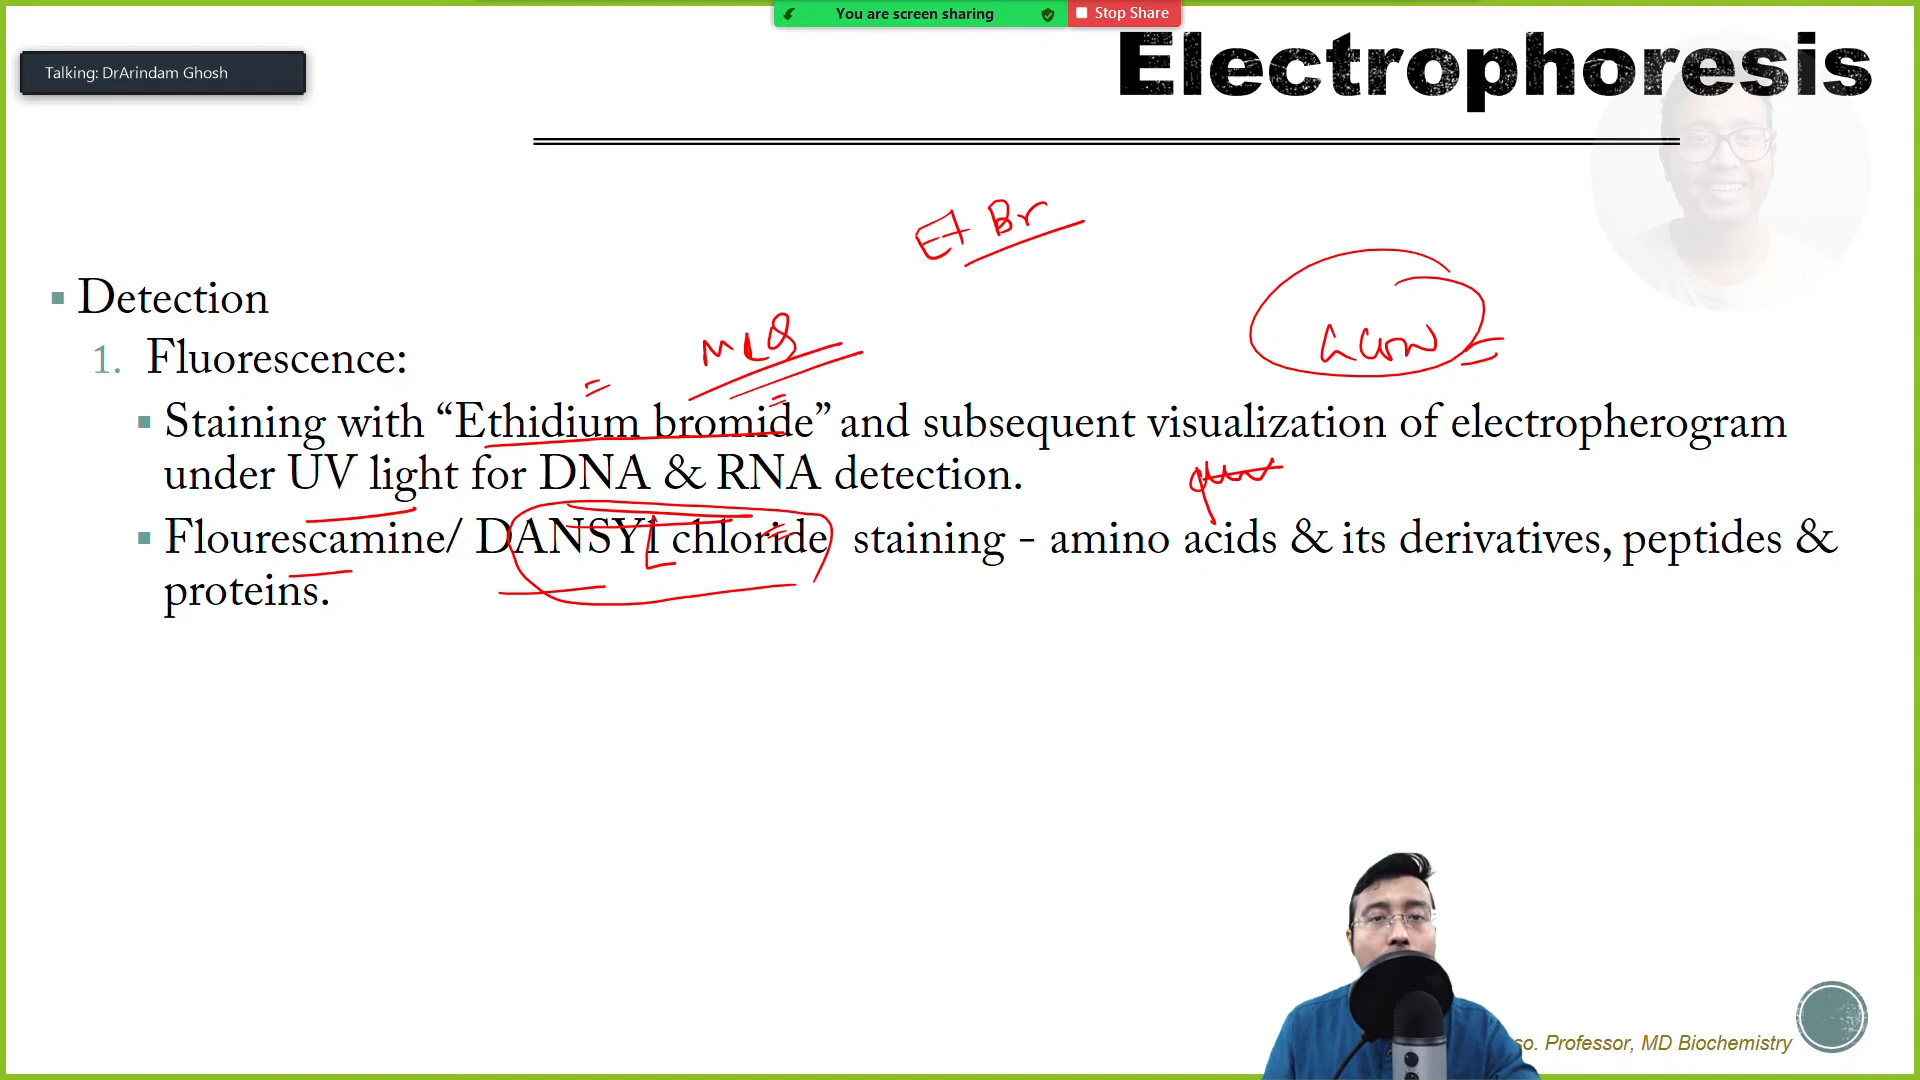 You are screen sharing
Stop Share
Talking: DrArindam Ghosh
Electrophoresis
Et Br
Detection
MCQ
1. Fluorescence:
Staining with “Ethidium bromide” and subsequent visualization of electropherogram
under UV light for DNA & RNA detection.
Flourescamine/ DANSYl chloride staining - amino acids & its derivatives, peptides &
proteins.
so. Professor, MD Biochemistry